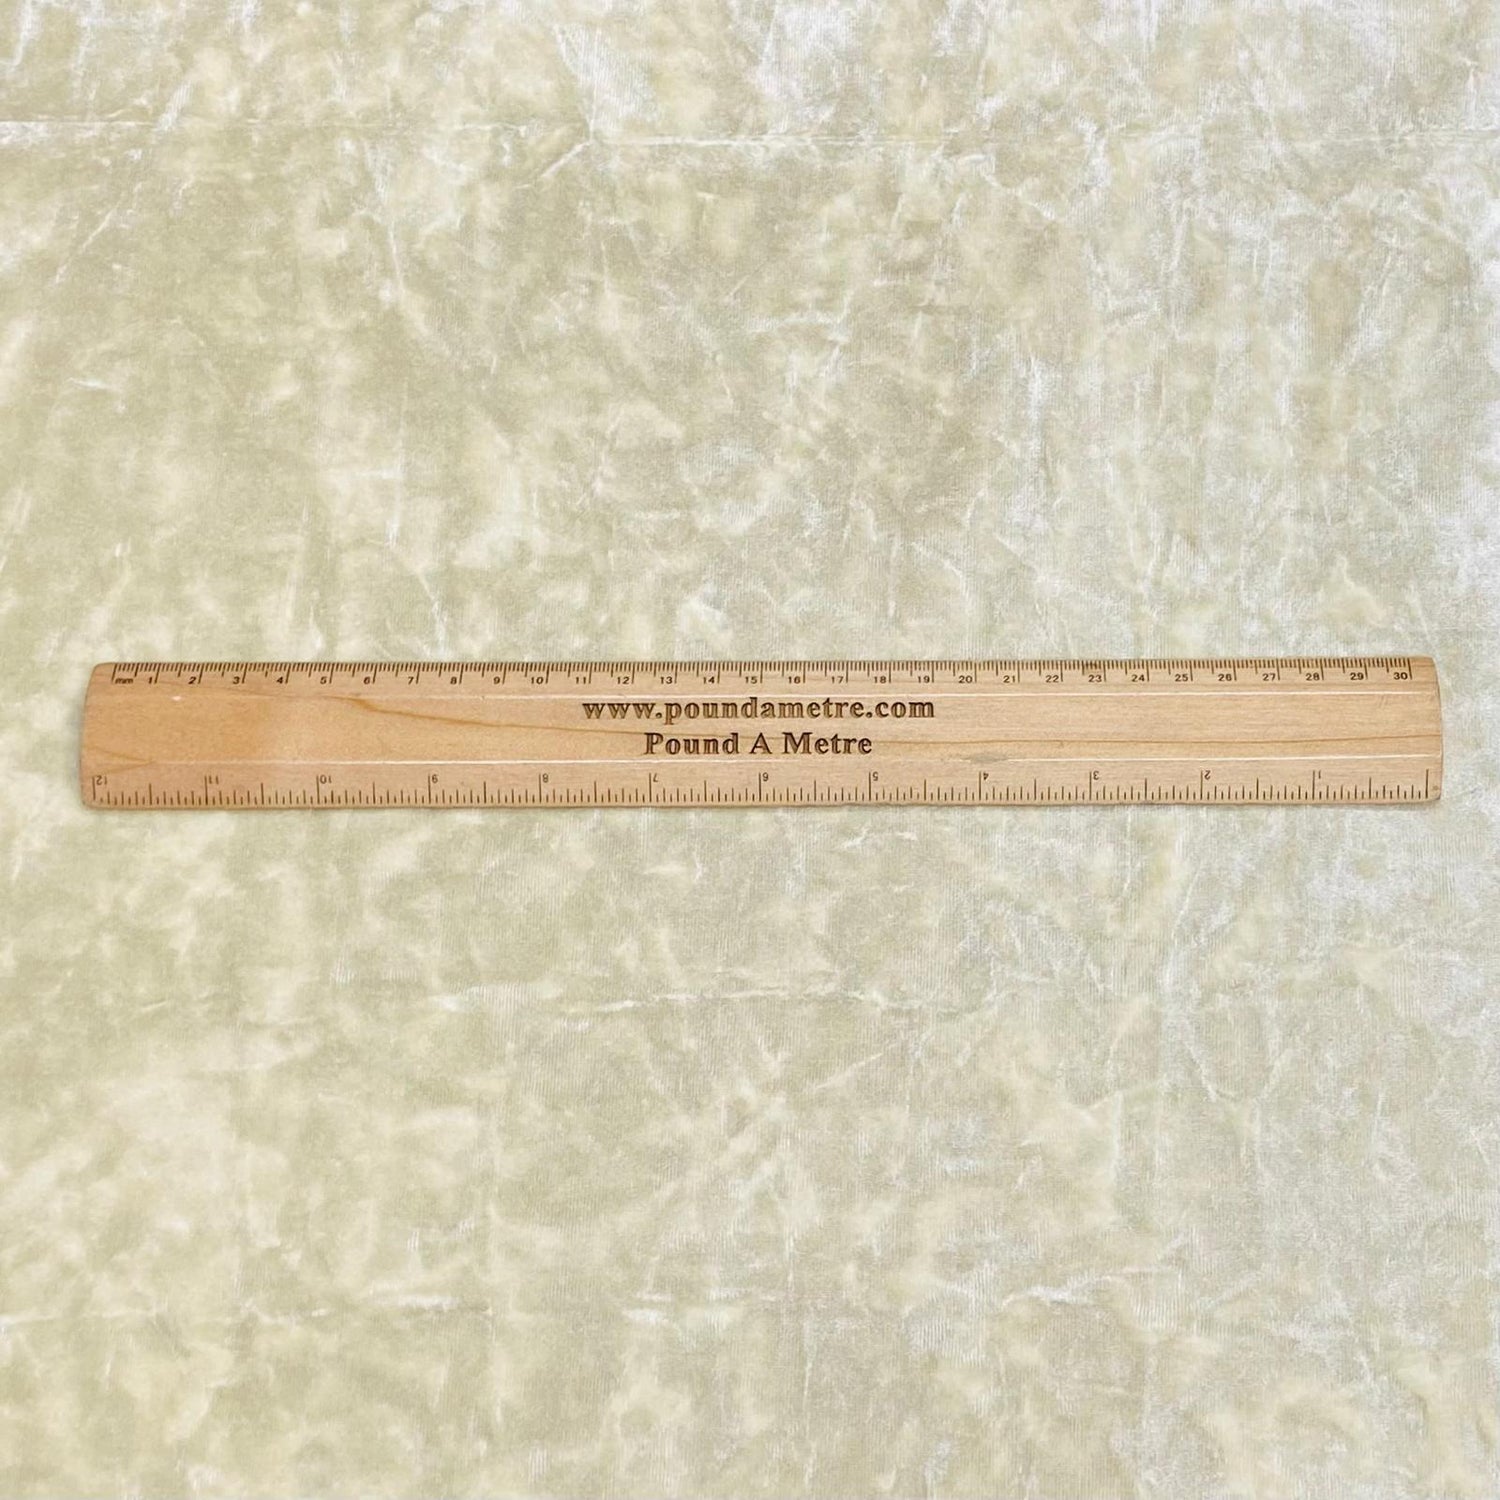 mm 1 2 3 4 5 6 7 8 9 10 11 12 13 14 15 16 17 18 19 20 21 22 23 24 25 26 27 28 29 30
www.poundametre.com
Pound A Metre
12 11 10 9 8 7 6 5 4 3 2 1